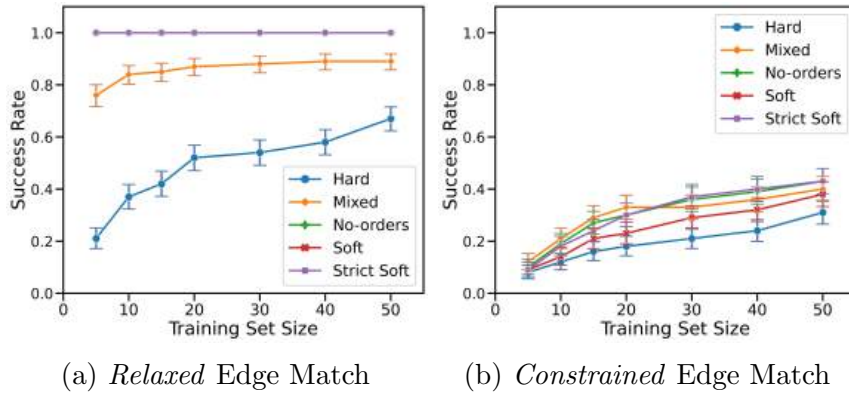 1.0
0.8
0.6
0.4
0.2
0.0
Success Rate
0 10 20 30 40 50
Training Set Size
Hard
Mixed
No-orders
Soft
Strict Soft
(a) Relaxed Edge Match
1.0
0.8
0.6
0.4
0.2
0.0
Success Rate
0 10 20 30 40 50
Training Set Size
Hard
Mixed
No-orders
Soft
Strict Soft
(b) Constrained Edge Match